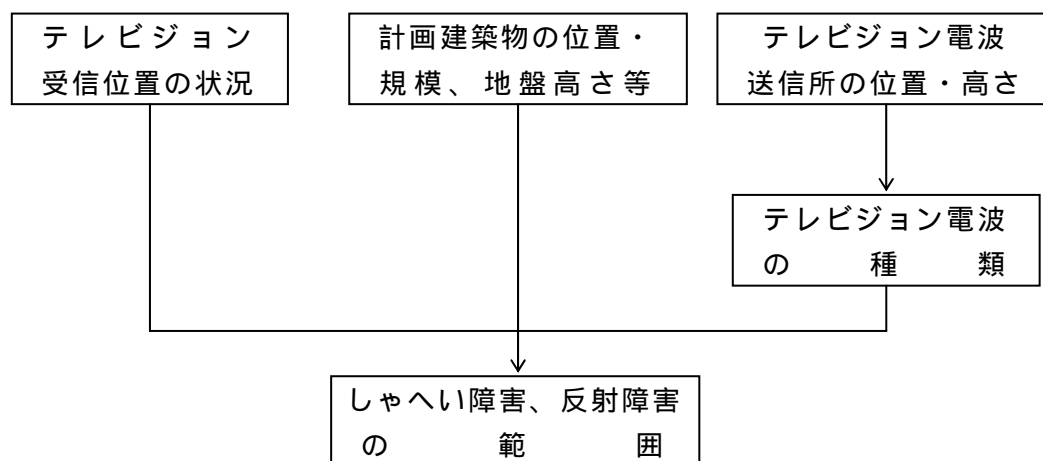 テレビジョン
受信位置の状況
計画建築物の位置・
規模、地盤高さ等
テレビジョン電波
送信所の位置・高さ
テレビジョン電波
の種類
しゃへい障害、反射障害
の範囲